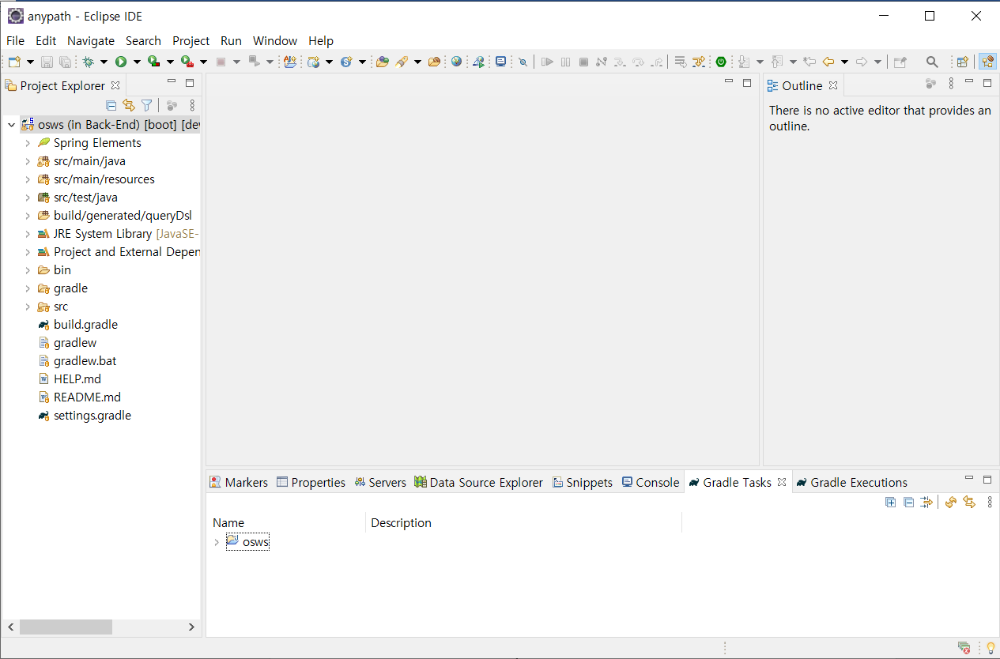 anypath - Eclipse IDE
File Edit Navigate Search Project Run Window Help
Project Explorer
osws (in Back-End) [boot] [de
Spring Elements
src/main/java
src/main/resources
src/test/java
build/generated/queryDsl
JRE System Library [JavaSE-
Project and External Depen
bin
gradle
src
build.gradle
gradlew
gradlew.bat
HELP.md
README.md
settings.gradle
Outline
There is no active editor that provides an
outline.
Markers Properties Servers Data Source Explorer Snippets Console Gradle Tasks Gradle Executions
Name Description
osws